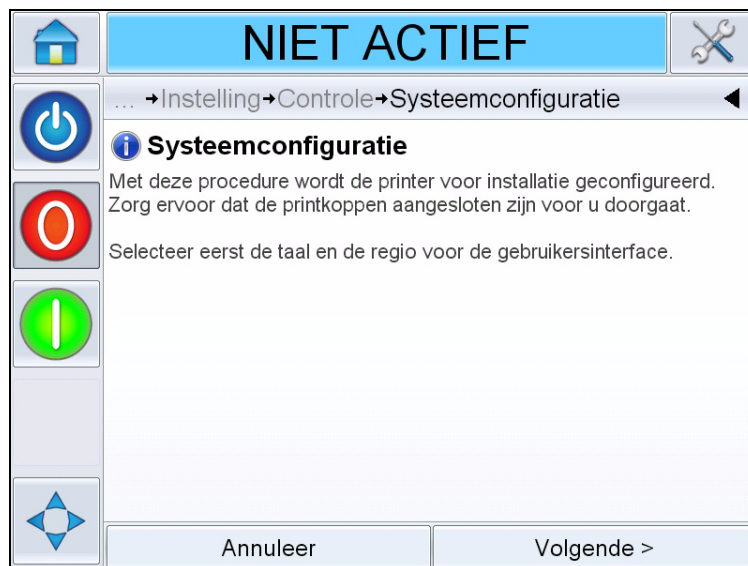 NIET ACTIEF
... →Instelling→Controle→Systeemconfiguratie
Systeemconfiguratie
Met deze procedure wordt de printer voor installatie geconfigureerd.
Zorg ervoor dat de printkoppen aangesloten zijn voor u doorgaat.
Selecteer eerst de taal en de regio voor de gebruikersinterface.
Annuleer
Volgende >